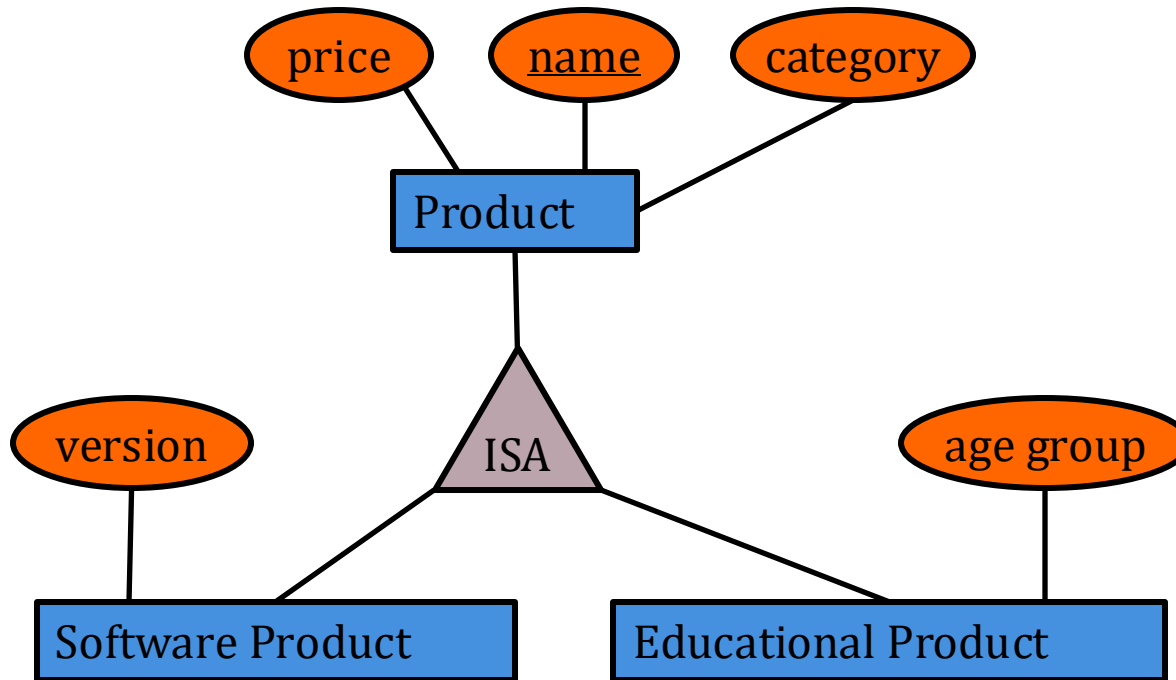 price
name
category
Product
ISA
version
age group
Software Product
Educational Product